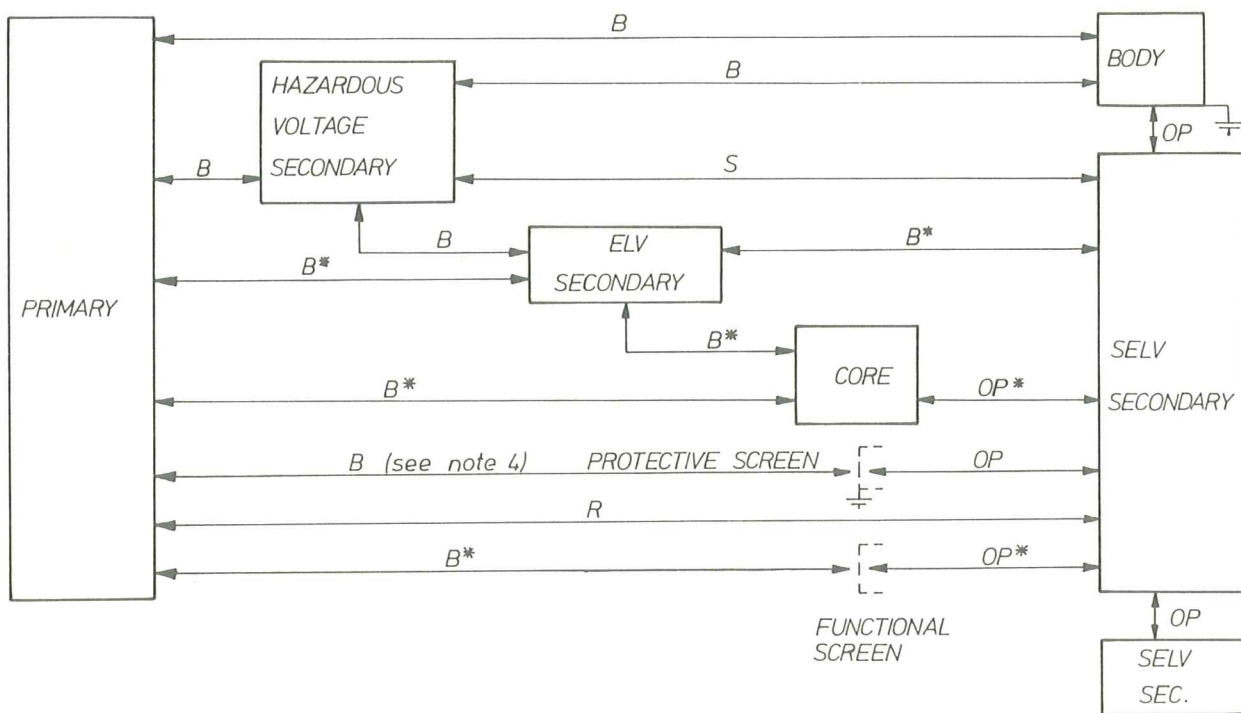 B
BODY
B
HAZARDOUS
VOLTAGE
SECONDARY
OP
B
S
B
ELV
SECONDARY
B*
B*
PRIMARY
B*
CORE
SELV
SECONDARY
B*
OP*
B (see note 4)
PROTECTIVE SCREEN
OP
R
B*
OP*
FUNCTIONAL
SCREEN
OP
SELV
SEC.